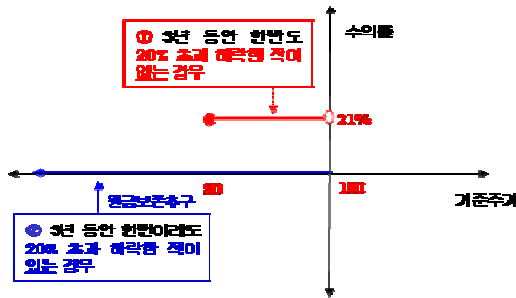 수익률
① 3년 동안 한번도
20% 초과 하락한 적이
없는 경우
21%
80
100
기준주가
원금보존추구
② 3년 동안 한번이라도
20% 초과 하락한 적이
있는 경우